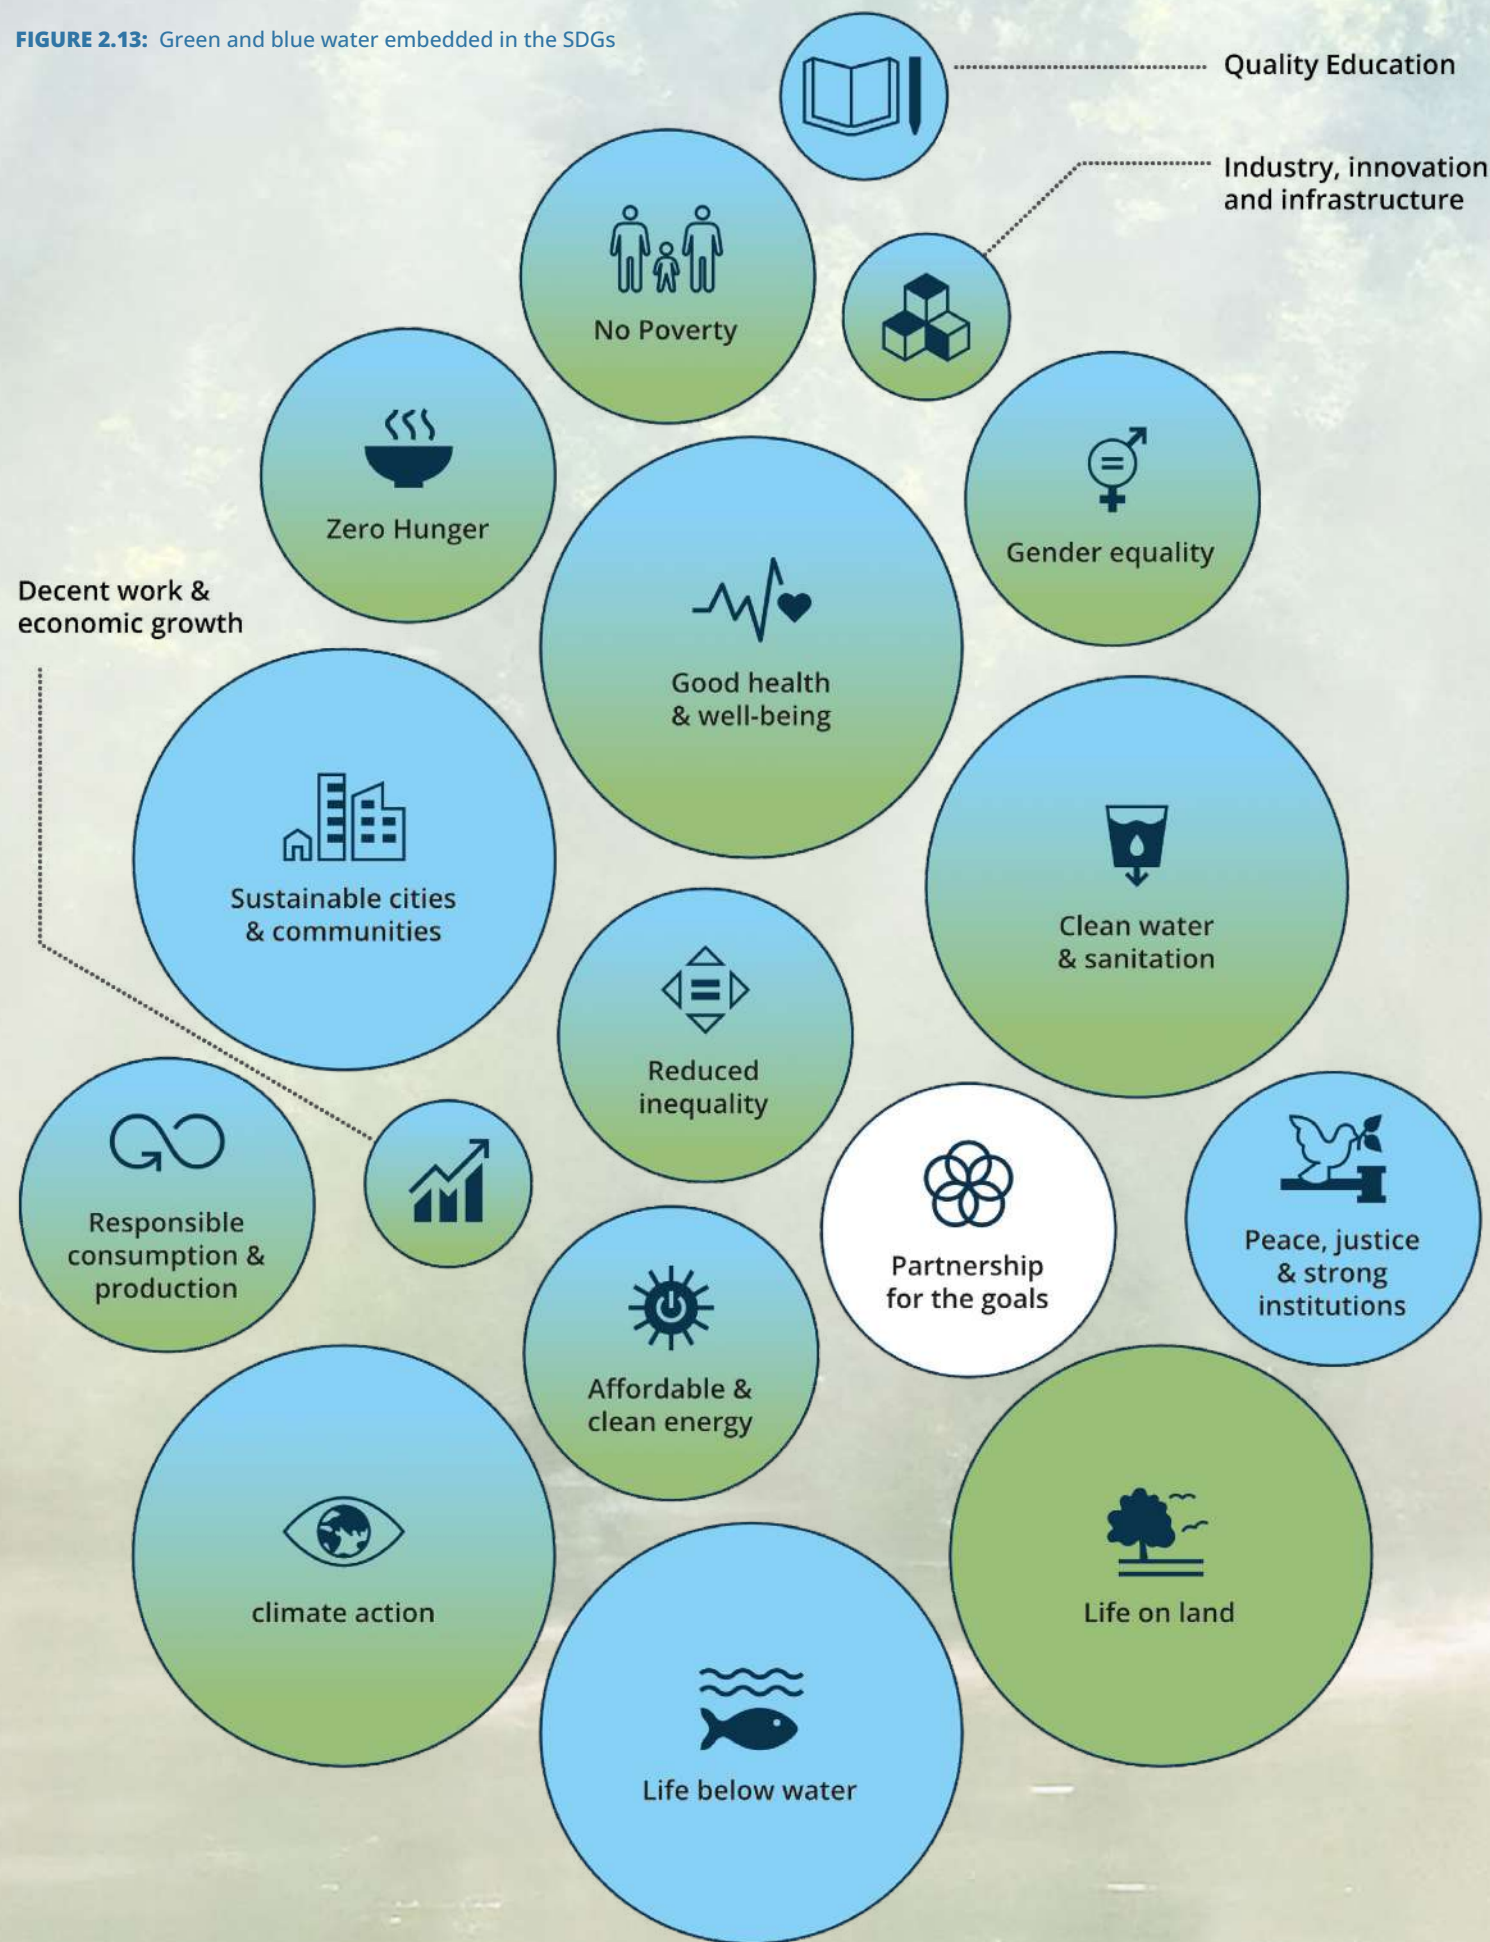 FIGURE 2.13: Green and blue water embedded in the SDGs
Quality Education
Industry, innovation
and infrastructure
No Poverty
Zero Hunger
Gender equality
Decent work &
economic growth
Good health
& well-being
Sustainable cities
& communities
Clean water
& sanitation
Reduced
inequality
Responsible
consumption &
production
Partnership
for the goals
Peace, justice
& strong
institutions
Affordable &
clean energy
climate action
Life on land
Life below water